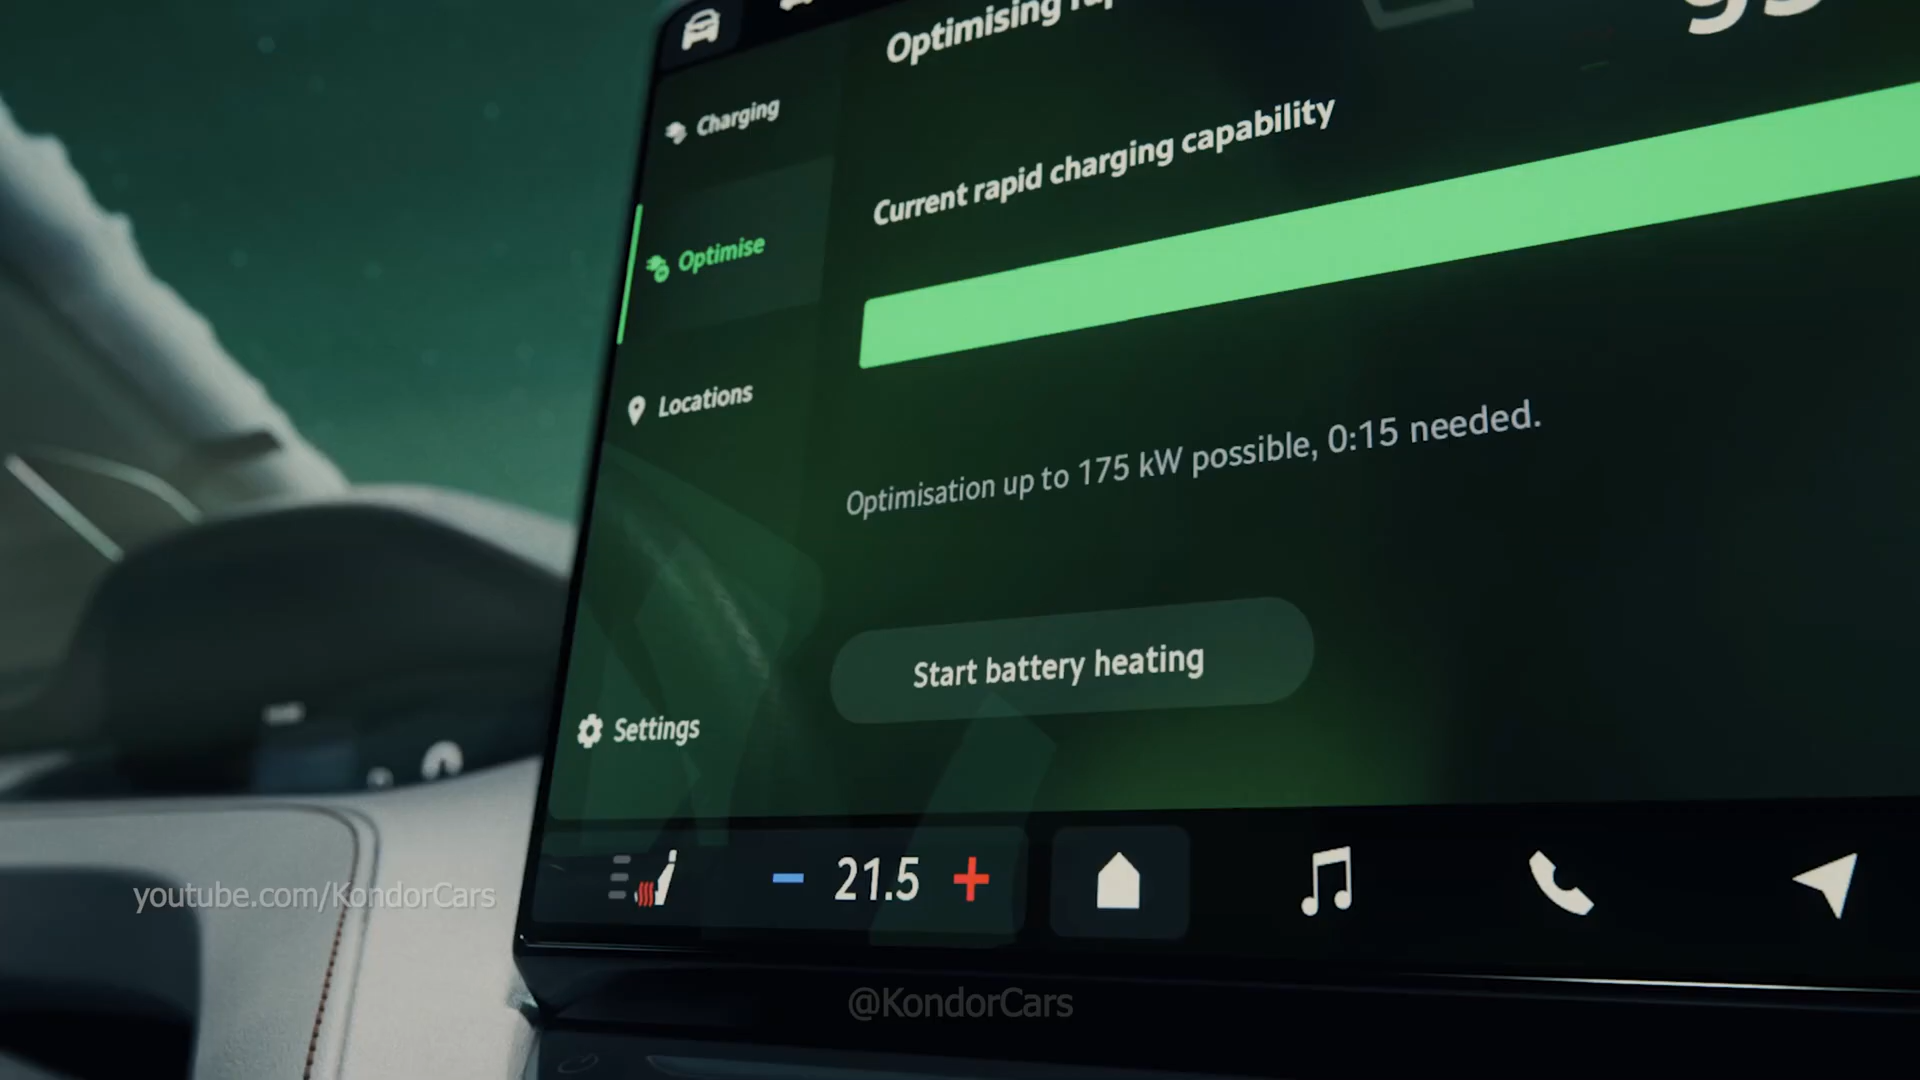 Optimising
Charging
Current rapid charging capability
Optimise
Locations
Optimisation up to 175 kW possible, 0:15 needed.
Start battery heating
Settings
21.5
youtube.com/KondorCars
@KondorCars